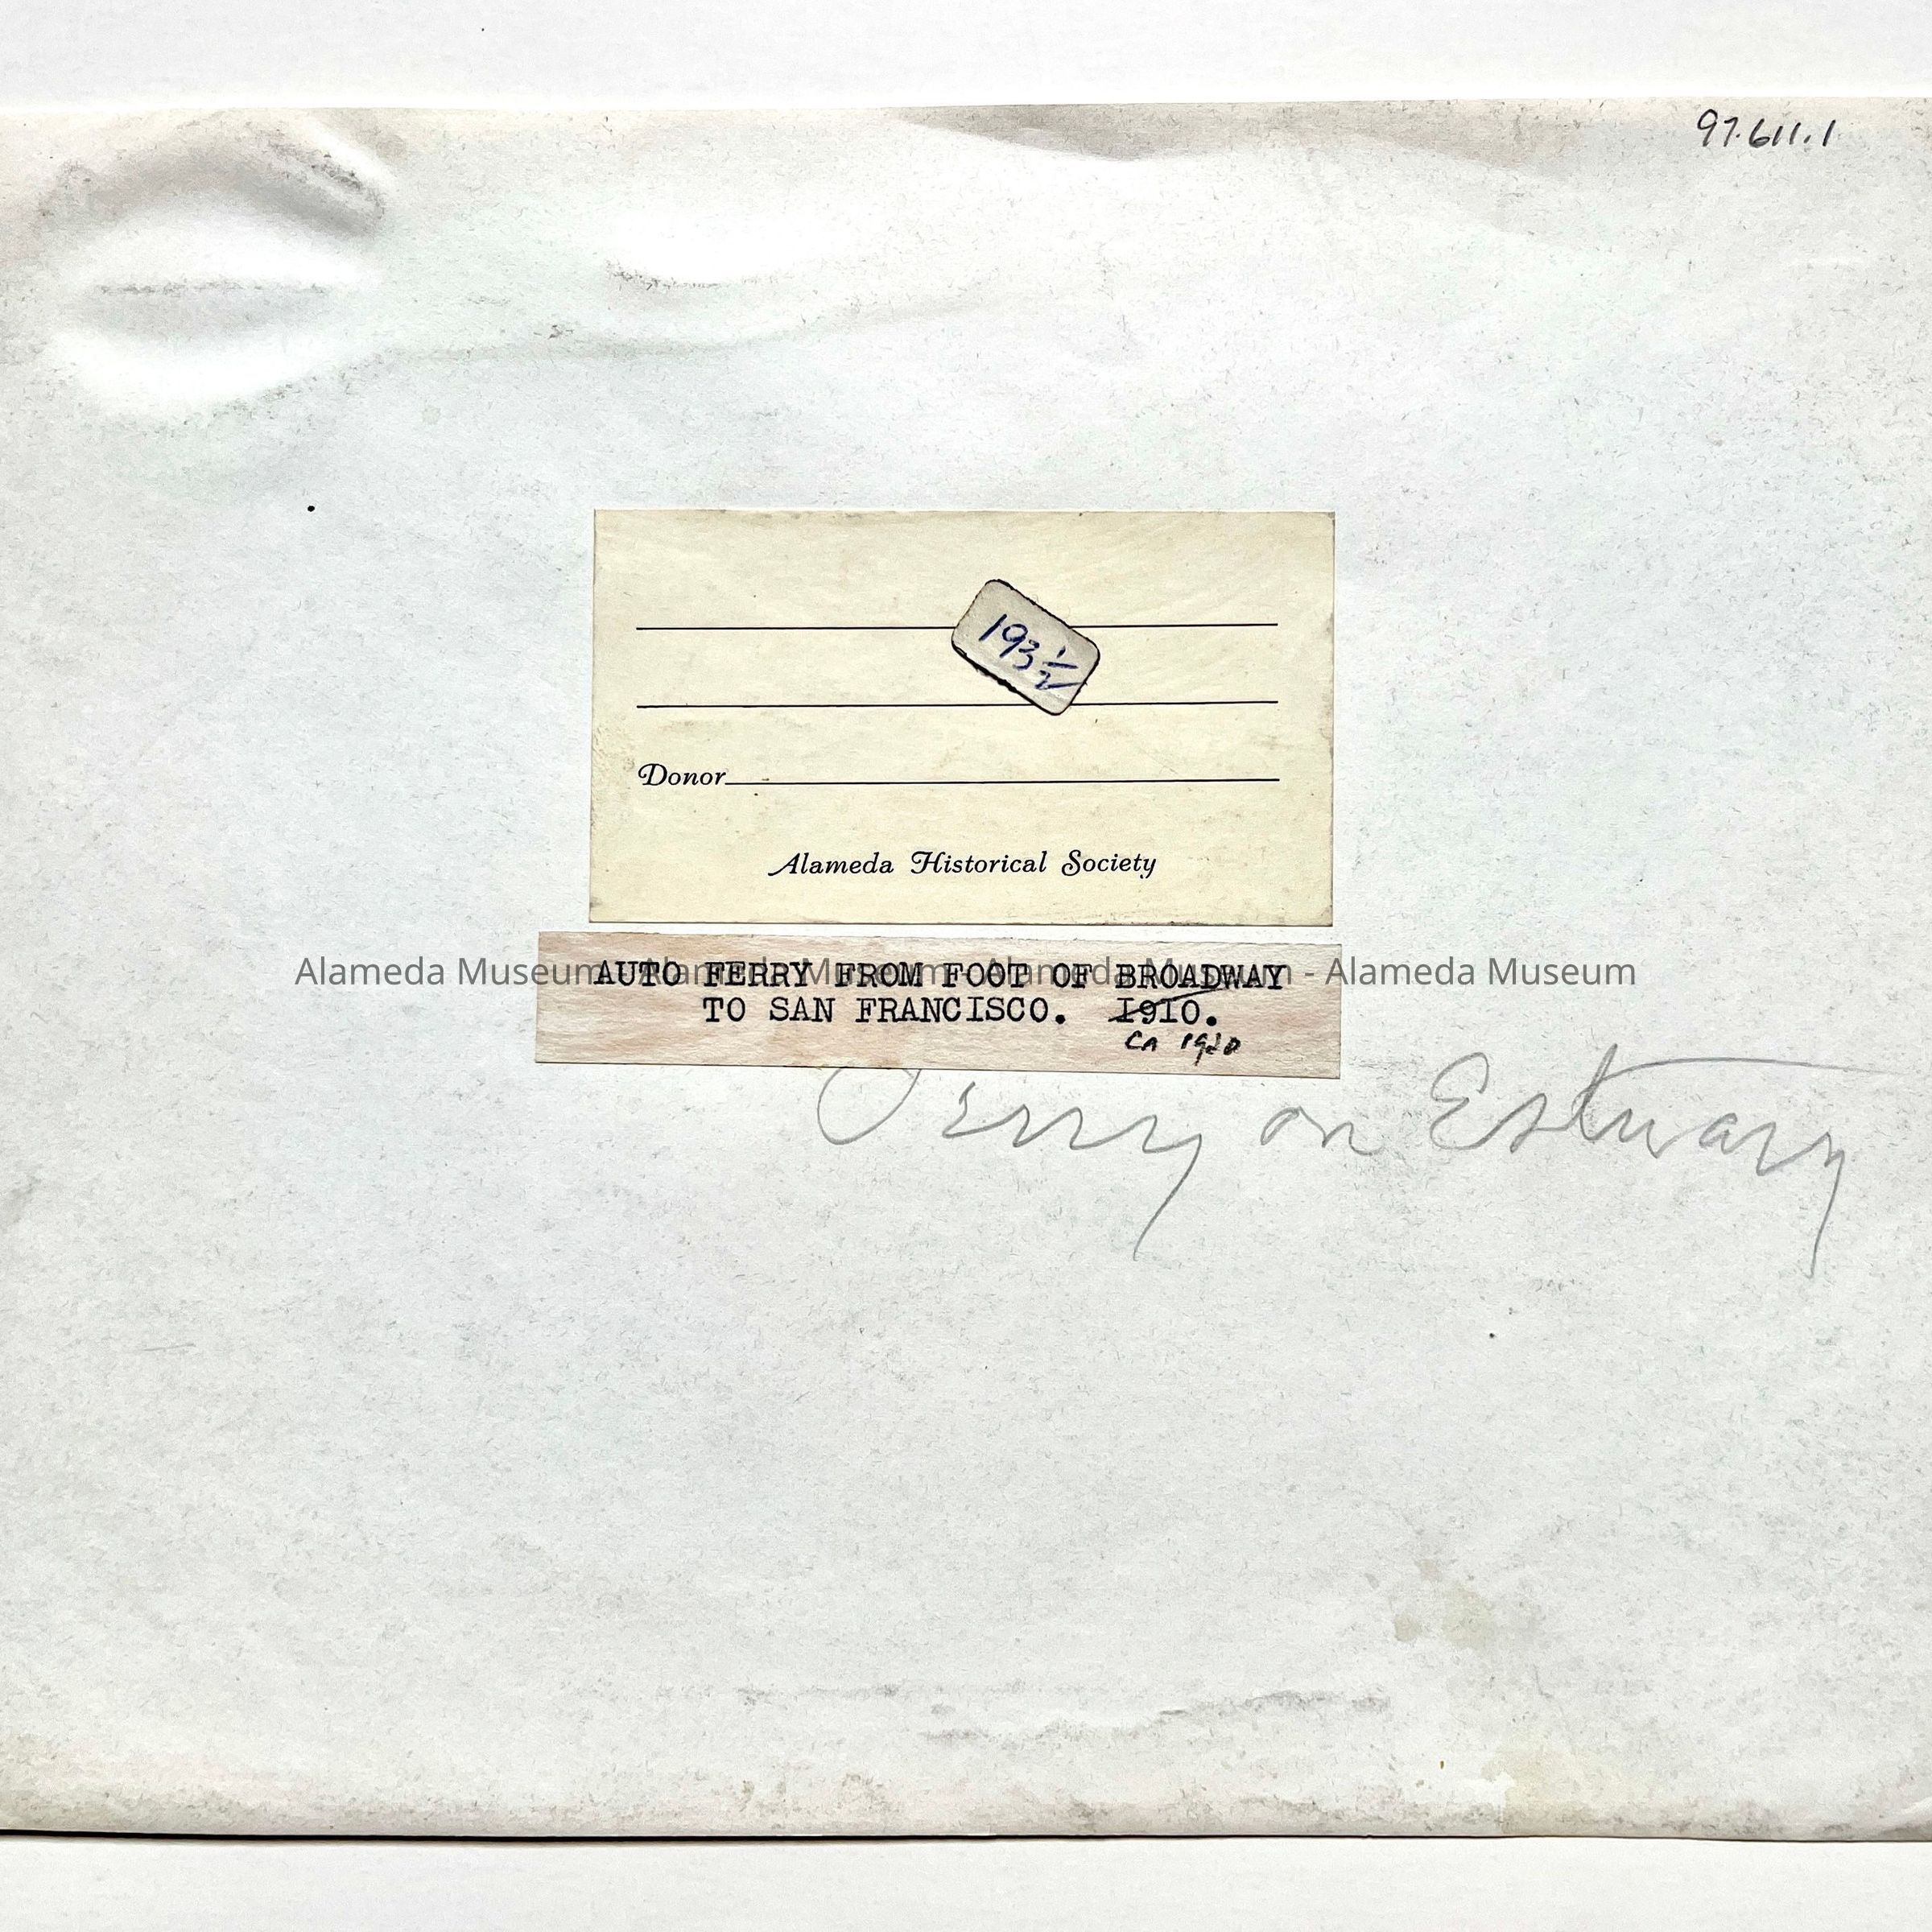 97.611.1
193½
Donor
Alameda Historical Society
Alameda Museum - Alameda Museum - Alameda Museum - Alameda Museum
AUTO FERRY FROM FOOT OF BROADWAY
TO SAN FRANCISCO. 1910.
CA 1920
Ferry on Estuary